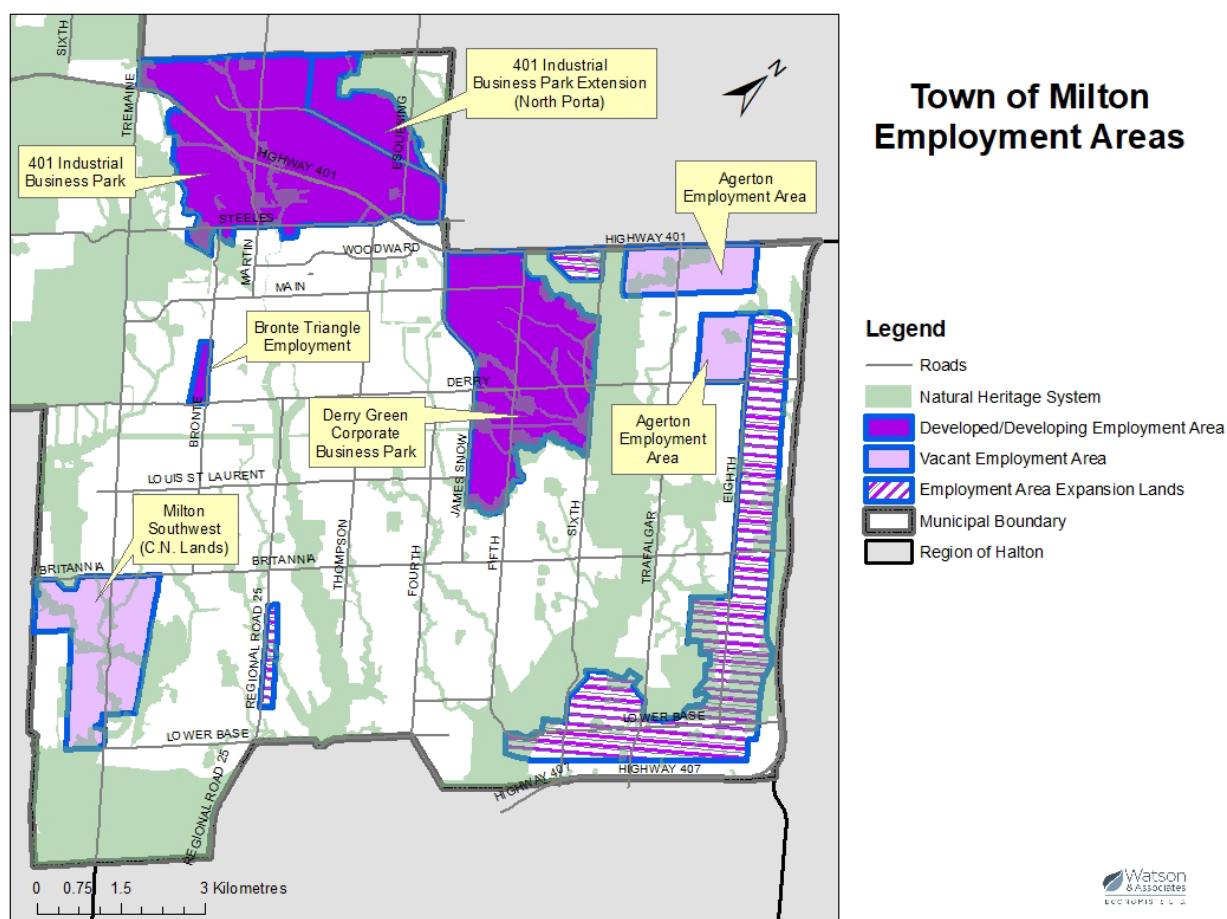 Town of Milton
Employment Areas
SIXTH
TREMAINE
401 Industrial
Business Park Extension
(North Porta)
N
ESQUESING
401 Industrial
Business Park
HIGHWAY 401
STEELES
Agerton
Employment Area
MARTIN
WOODWARD
HIGHWAY 401
MAIN
Bronte Triangle
Employment
DERRY
BRONTE
Derry Green
Corporate
Business Park
Agerton
Employment
Area
LOUIS ST LAURENT
JAMES SNOW
SIXTH
EIGHTH
Milton
Southwest
(C.N. Lands)
THOMPSON
FOURTH
FIFTH
TRAFALGAR
BRITANNIA
BRITANNIA
REGIONAL ROAD 25
LOWER BASE
LOWER BASE
REGIONAL ROAD 25
HIGHWAY 407
HIGHWAY 407
0 0.75 1.5 3 Kilometres
Legend
Roads
Natural Heritage System
Developed/Developing Employment Area
Vacant Employment Area
Employment Area Expansion Lands
Municipal Boundary
Region of Halton
Watson
& Associates
ECONOMISTS LTD.